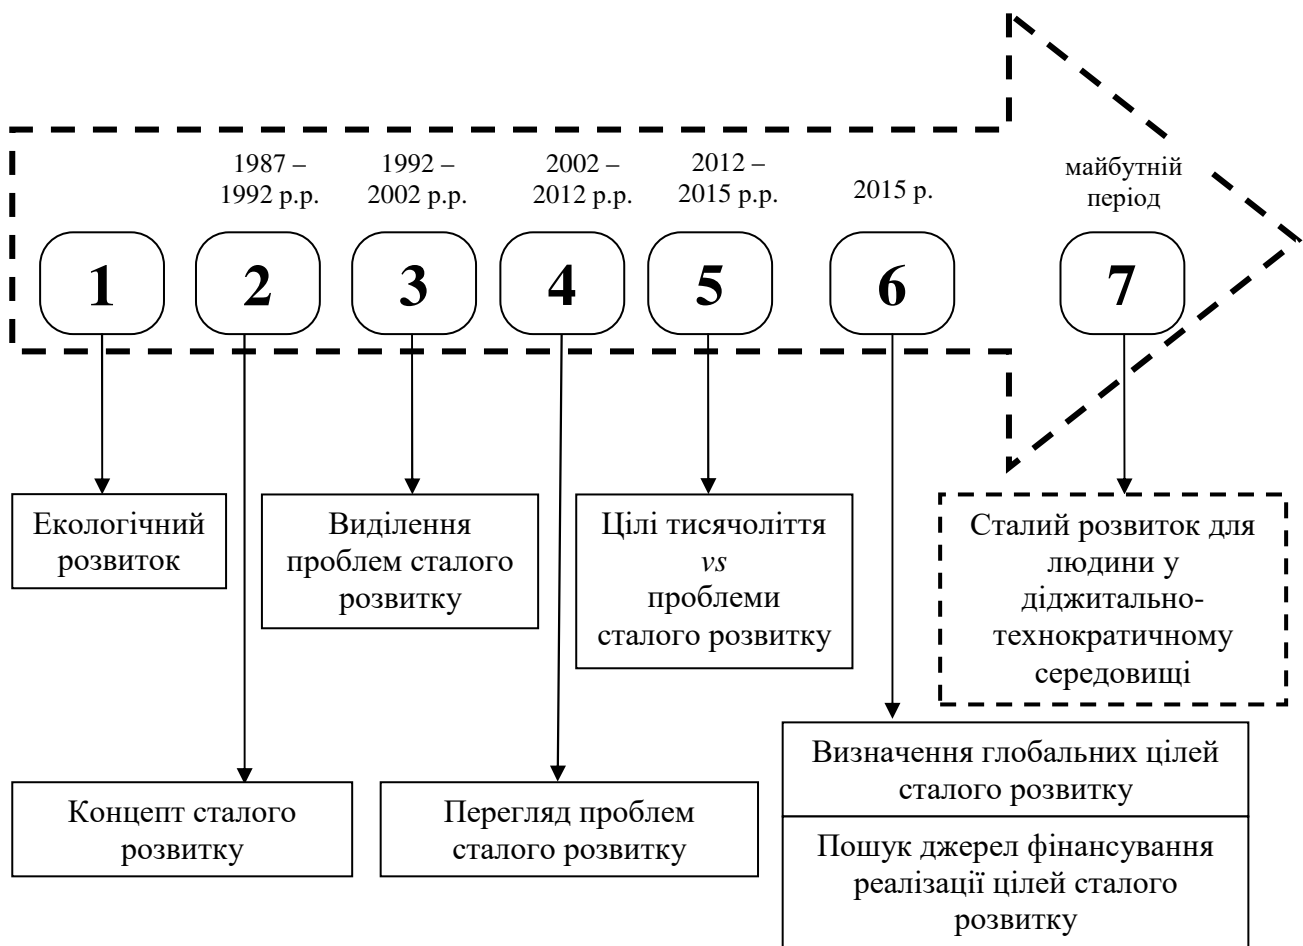 1987 –
1992 р.р.
1992 –
2002 р.р.
2002 –
2012 р.р.
2012 –
2015 р.р.
2015 р.
майбутній
період
1
2
3
4
5
6
7
Екологічний
розвиток
Виділення
проблем сталого
розвитку
Цілі тисячоліття
vs
проблеми
сталого розвитку
Сталий розвиток для
людини у
діджитально-
технократичному
середовищі
Концепт сталого
розвитку
Перегляд проблем
сталого розвитку
Визначення глобальних цілей
сталого розвитку
Пошук джерел фінансування
реалізації цілей сталого
розвитку